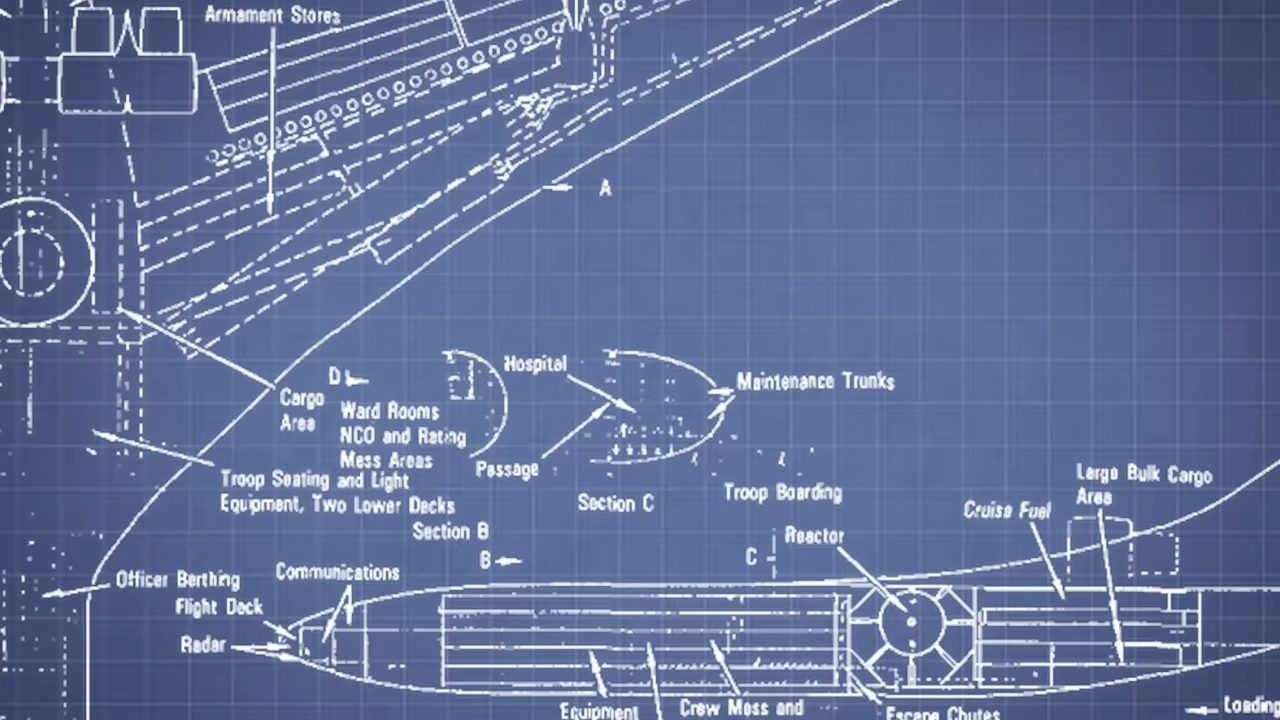 Armament Stores
A
Hospital
D
Maintenance Trunks
Cargo
Area
Ward Rooms
NCO and Rating
Mess Areas
Passage
Troop Seating and Light
Equipment, Two Lower Decks
Section C
Troop Boarding
Large Bulk Cargo
Area
Cruise Fuel
Section B
Reactor
B
C
Communications
Officer Berthing
Flight Deck
Radar
Equipment
Crew Mess and
Escape Chutes
Loading